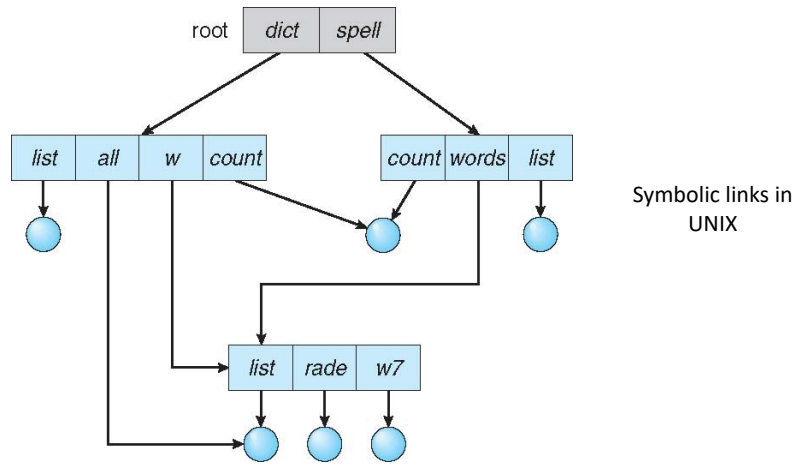 root dict spell
list all w count
count words list
Symbolic links in
UNIX
list rade w7